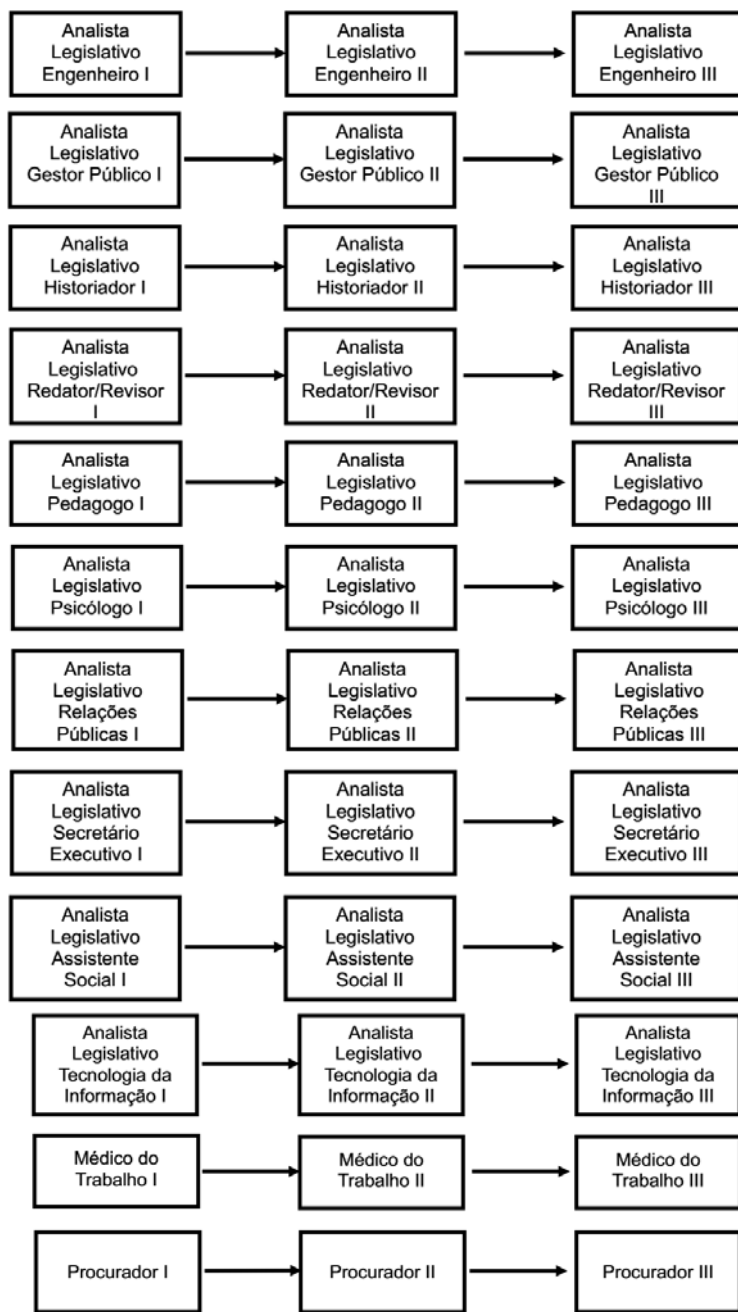 Analista
Legislativo
Engenheiro I
Analista
Legislativo
Engenheiro II
Analista
Legislativo
Engenheiro III
Analista
Legislativo
Gestor Público I
Analista
Legislativo
Gestor Público II
Analista
Legislativo
Gestor Público
III
Analista
Legislativo
Historiador I
Analista
Legislativo
Historiador II
Analista
Legislativo
Historiador III
Analista
Legislativo
Redator/Revisor
I
Analista
Legislativo
Redator/Revisor
II
Analista
Legislativo
Redator/Revisor
III
Analista
Legislativo
Pedagogo I
Analista
Legislativo
Pedagogo II
Analista
Legislativo
Pedagogo III
Analista
Legislativo
Psicólogo I
Analista
Legislativo
Psicólogo II
Analista
Legislativo
Psicólogo III
Analista
Legislativo
Relações
Públicas I
Analista
Legislativo
Relações
Públicas II
Analista
Legislativo
Relações
Públicas III
Analista
Legislativo
Secretário
Executivo I
Analista
Legislativo
Secretário
Executivo II
Analista
Legislativo
Secretário
Executivo III
Analista
Legislativo
Assistente
Social I
Analista
Legislativo
Assistente
Social II
Analista
Legislativo
Assistente
Social III
Analista
Legislativo
Tecnologia da
Informação I
Analista
Legislativo
Tecnologia da
Informação II
Analista
Legislativo
Tecnologia da
Informação III
Médico do
Trabalho I
Médico do
Trabalho II
Médico do
Trabalho III
Procurador I
Procurador II
Procurador III